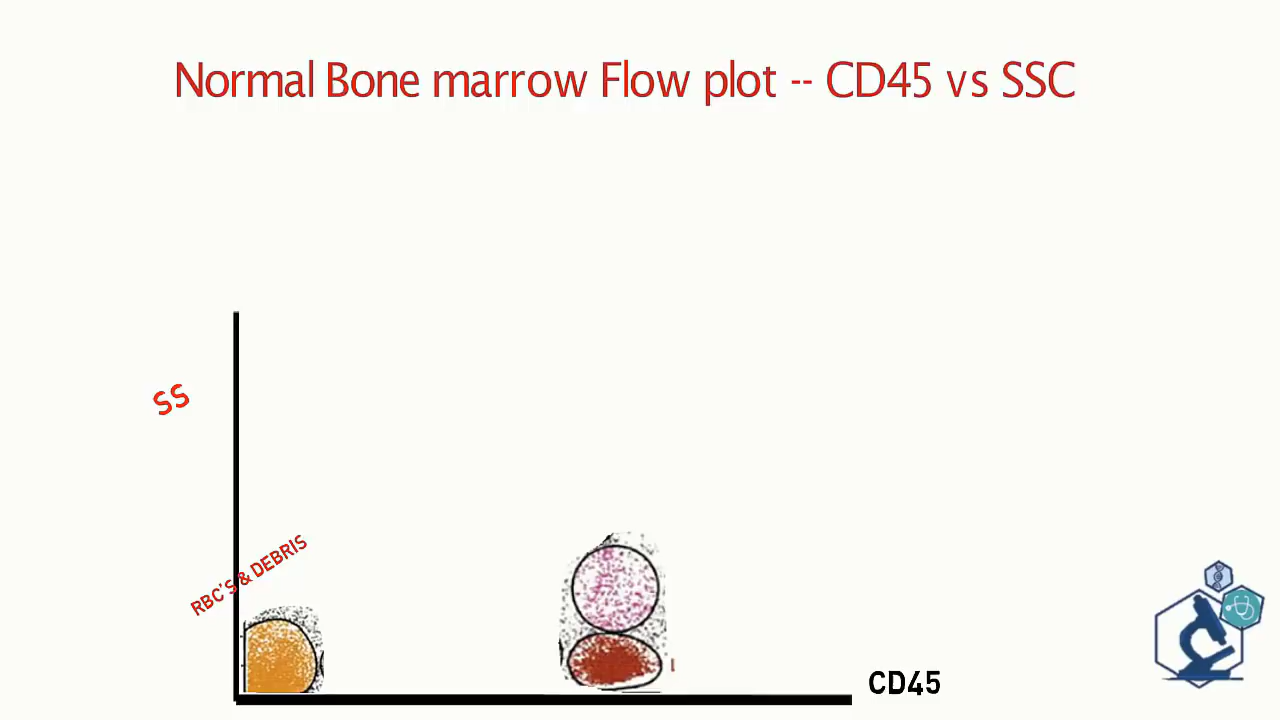 Normal Bone marrow Flow plot -- CD45 vs SSC
SS
RBC'S & DEBRIS
CD45